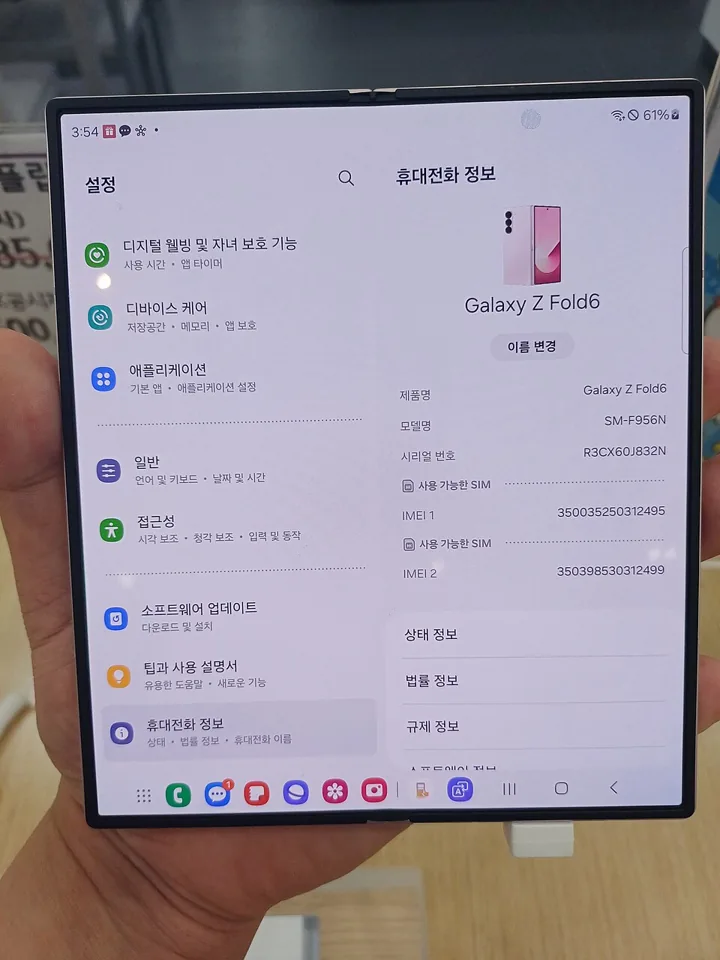 3:54
61%
설정
디지털 웰빙 및 자녀 보호 기능
사용 시간 • 앱 타이머
디바이스 케어
저장공간 • 메모리 • 앱 보호
애플리케이션
기본 앱 • 애플리케이션 설정
일반
언어 및 키보드 • 날짜 및 시간
접근성
시각 보조 • 청각 보조 • 입력 및 동작
소프트웨어 업데이트
다운로드 및 설치
팁과 사용 설명서
유용한 도움말 • 새로운 기능
휴대전화 정보
상태 • 법률 정보 • 휴대전화 이름
휴대전화 정보
Galaxy Z Fold6
이름 변경
제품명 Galaxy Z Fold6
모델명 SM-F956N
시리얼 번호 R3CX60J832N
사용 가능한 SIM
IMEI 1 350035250312495
사용 가능한 SIM
IMEI 2 350398530312499
상태 정보
법률 정보
규제 정보
소프트웨어 정보
1
A